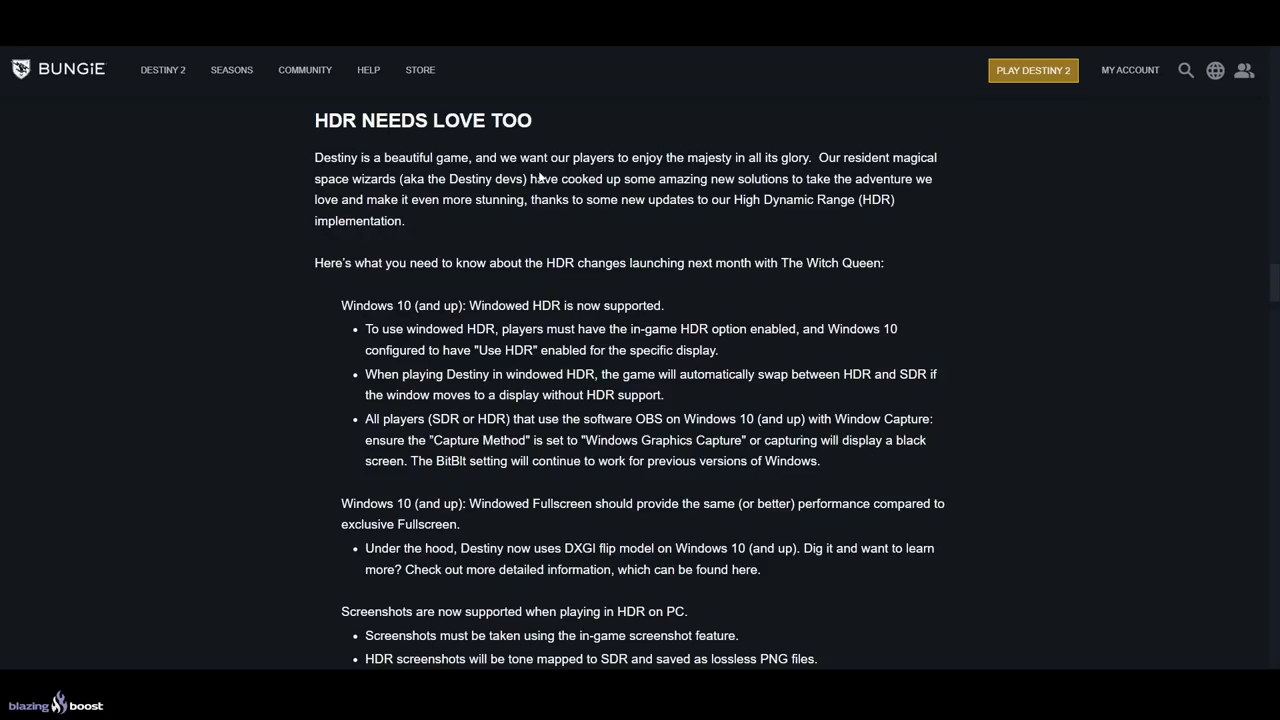 BUNGiE DESTINY 2 SEASONS COMMUNITY HELP STORE PLAY DESTINY 2 MY ACCOUNT
HDR NEEDS LOVE TOO
Destiny is a beautiful game, and we want our players to enjoy the majesty in all its glory.  Our resident magical
space wizards (aka the Destiny devs) have cooked up some amazing new solutions to take the adventure we
love and make it even more stunning, thanks to some new updates to our High Dynamic Range (HDR)
implementation.
Here's what you need to know about the HDR changes launching next month with The Witch Queen:
Windows 10 (and up): Windowed HDR is now supported.
• To use windowed HDR, players must have the in-game HDR option enabled, and Windows 10
configured to have "Use HDR" enabled for the specific display.
• When playing Destiny in windowed HDR, the game will automatically swap between HDR and SDR if
the window moves to a display without HDR support.
• All players (SDR or HDR) that use the software OBS on Windows 10 (and up) with Window Capture:
ensure the "Capture Method" is set to "Windows Graphics Capture" or capturing will display a black
screen. The BitBlt setting will continue to work for previous versions of Windows.
Windows 10 (and up): Windowed Fullscreen should provide the same (or better) performance compared to
exclusive Fullscreen.
• Under the hood, Destiny now uses DXGI flip model on Windows 10 (and up). Dig it and want to learn
more? Check out more detailed information, which can be found here.
Screenshots are now supported when playing in HDR on PC.
• Screenshots must be taken using the in-game screenshot feature.
• HDR screenshots will be tone mapped to SDR and saved as lossless PNG files.
blazing boost